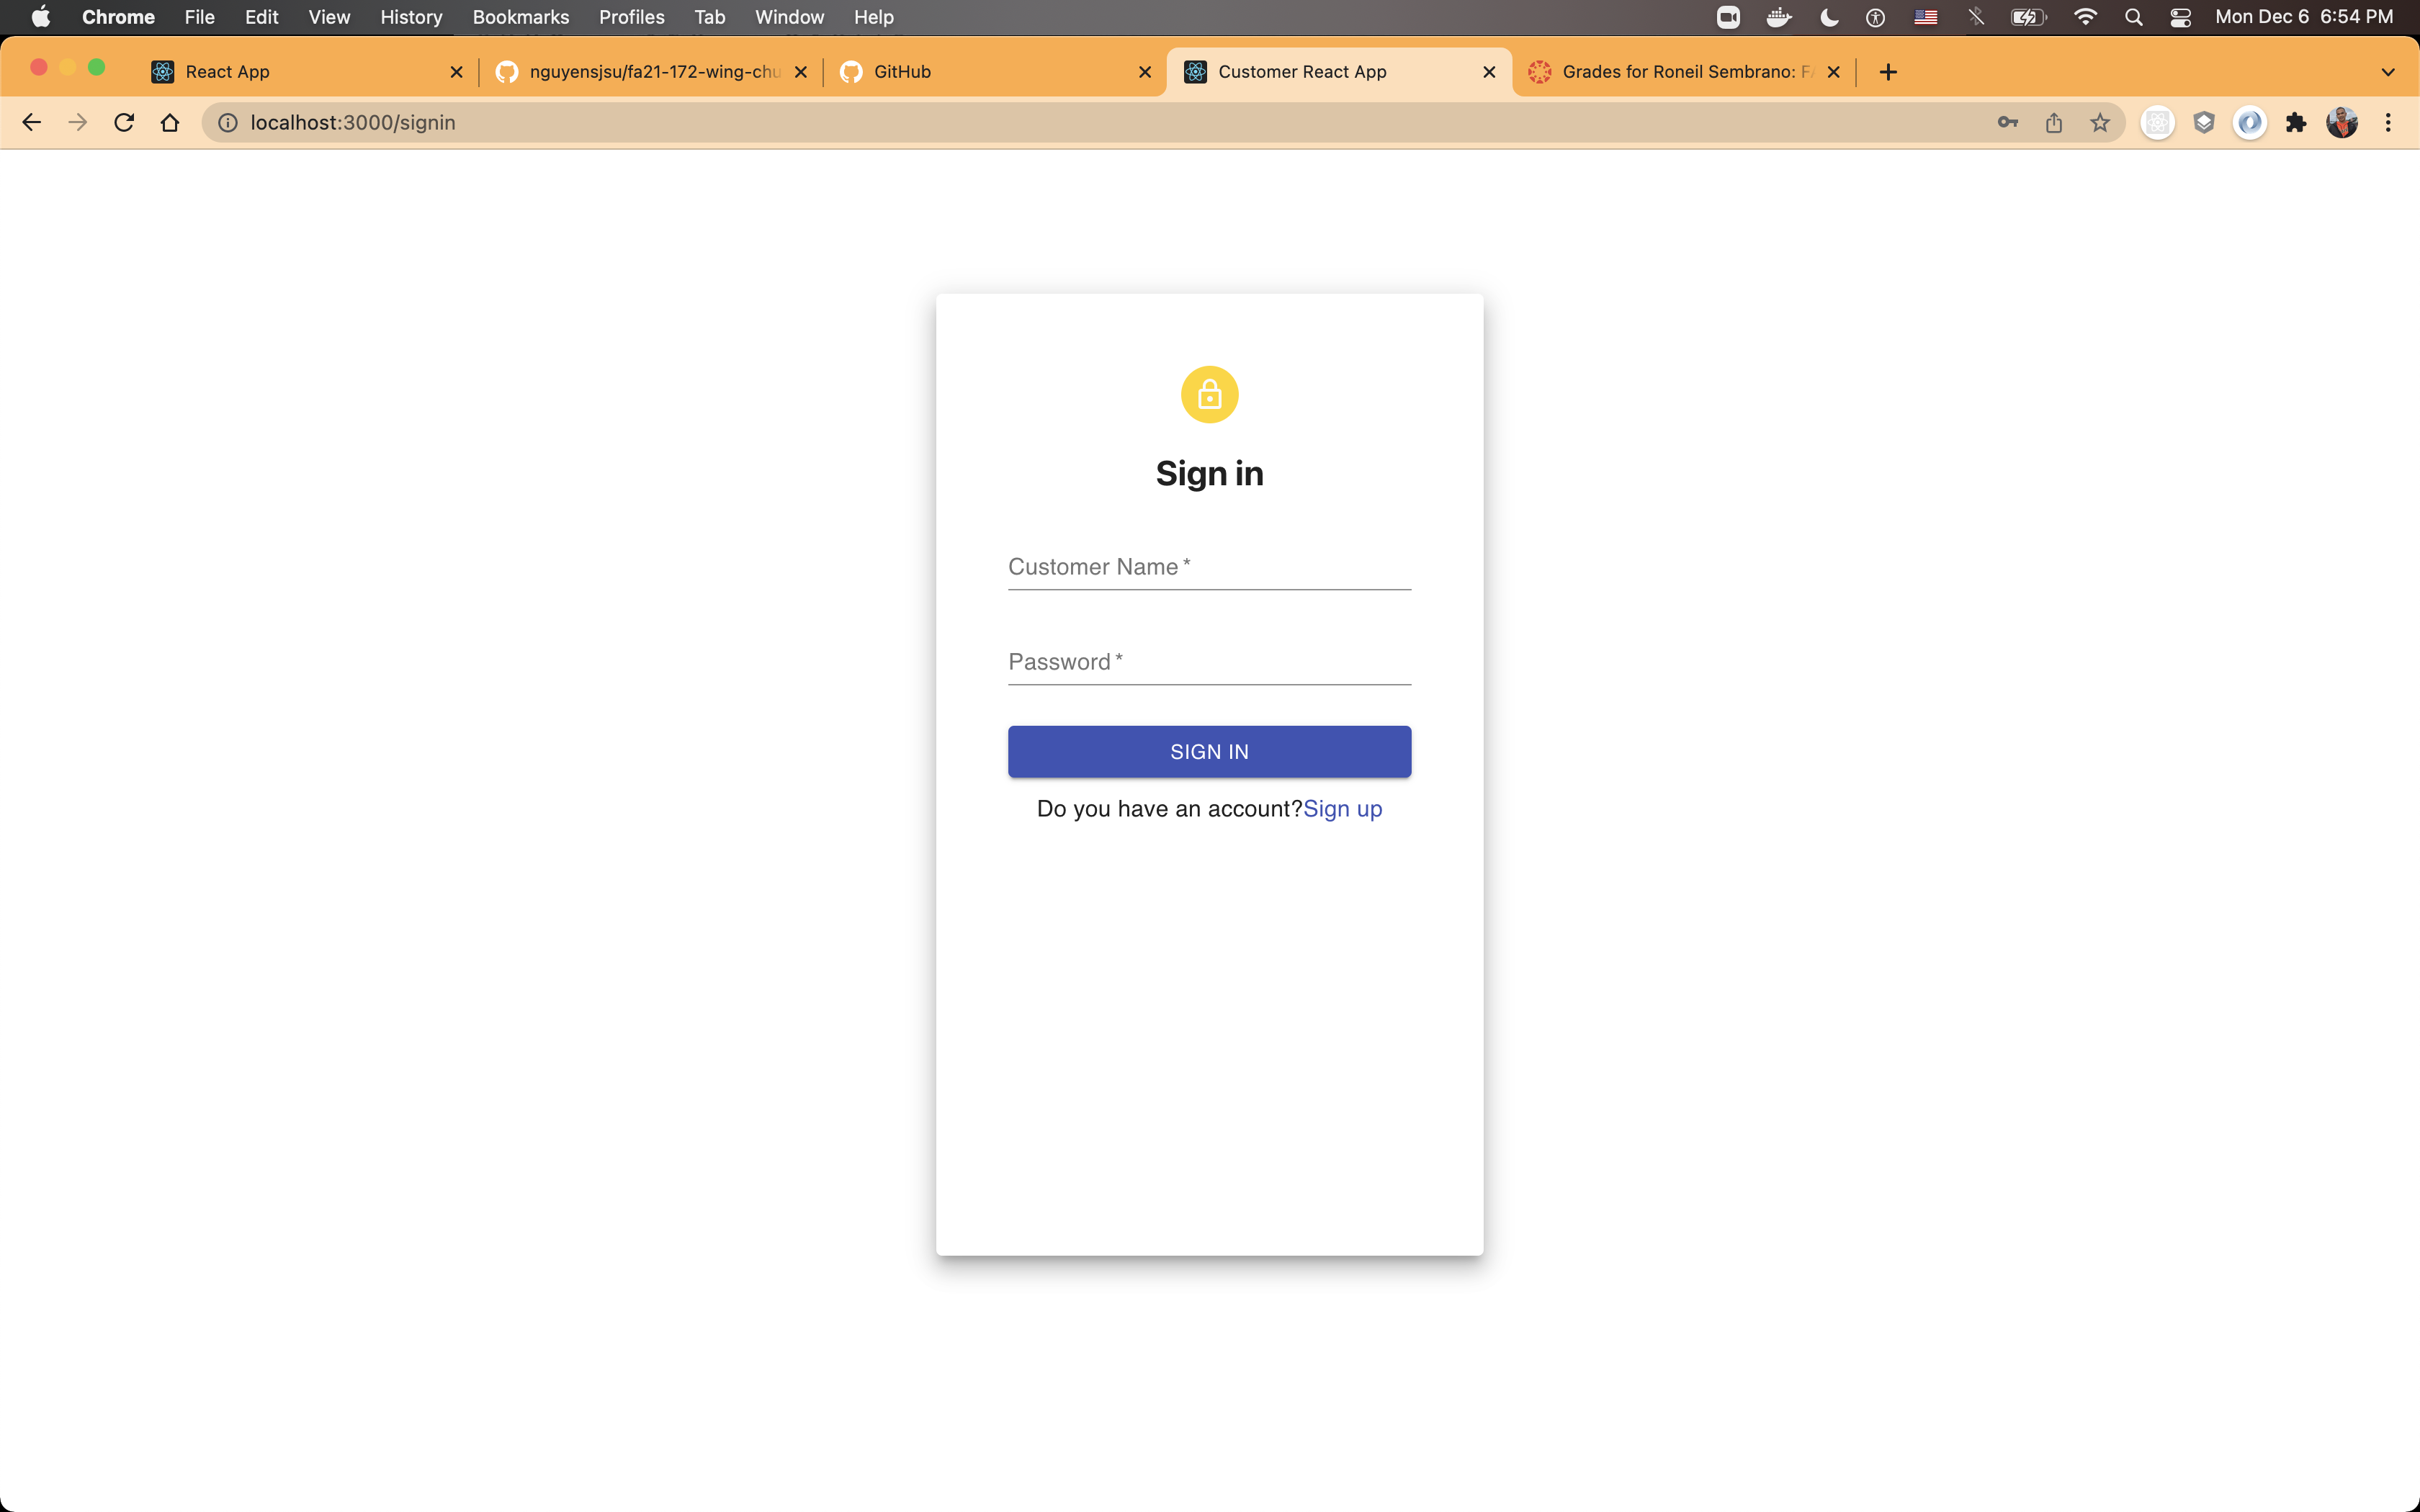 Chrome File Edit View History Bookmarks Profiles Tab Window Help Mon Dec 6 6:54 PM
React App nguyensjsu/fa21-172-wing-chu GitHub Customer React App Grades for Roneil Sembrano: FA
localhost:3000/signin
Sign in
Customer Name *
Password *
SIGN IN
Do you have an account?Sign up